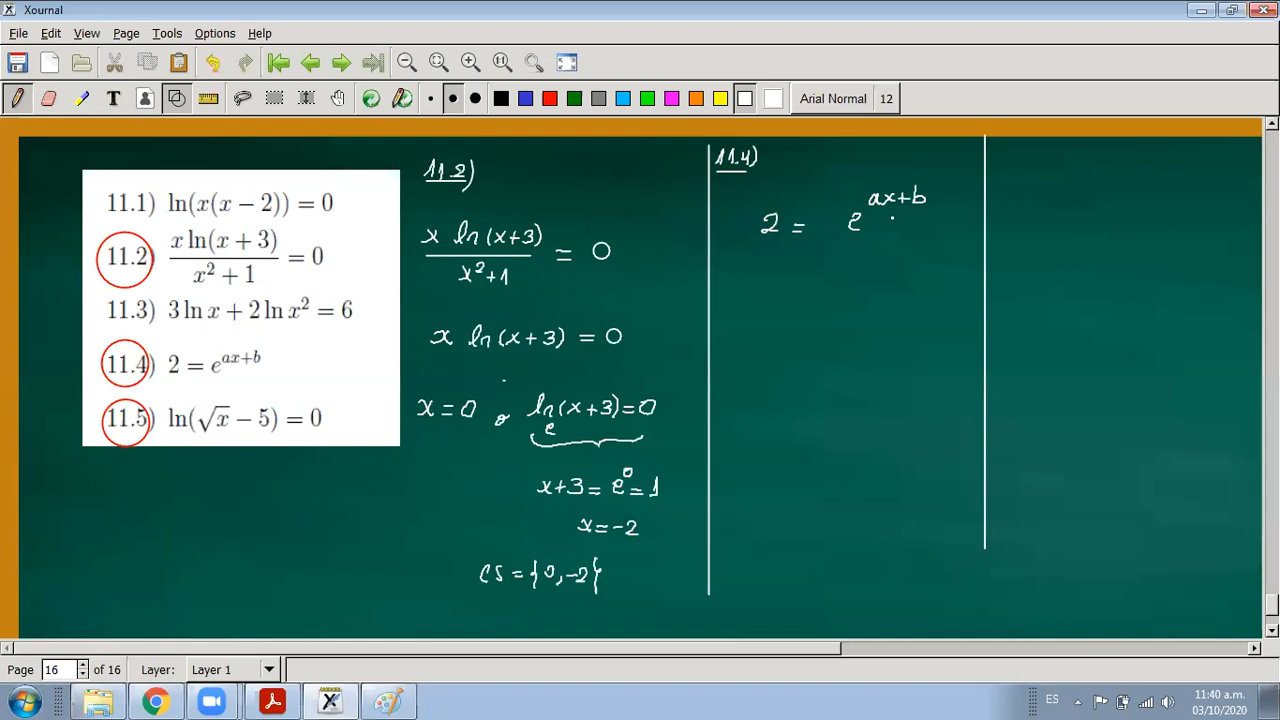 Xournal
File Edit View Page Tools Options Help
Arial Normal 12
11.1) ln(x(x − 2)) = 0
11.2) x ln(x + 3) / x² + 1 = 0
11.3) 3 ln x + 2 ln x² = 6
11.4) 2 = e^{ax+b}
11.5) ln(√x − 5) = 0
11.2)
x ln(x+3) / x²+1 = 0
x ln(x+3) = 0
x=0 o ln(x+3)=0
e
x+3 = e⁰ = 1
x = -2
CS = {0, -2}
11.4)
2 = e^{ax+b}
Page 16 of 16 Layer: Layer 1
ES 11:40 a.m.
03/10/2020